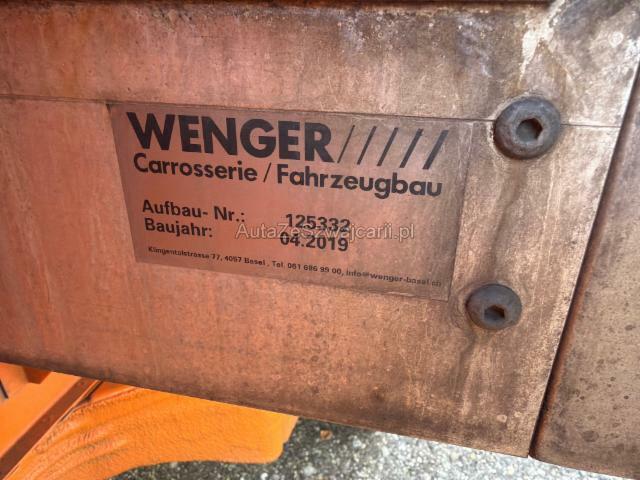 WENGER/////
Carrosserie / Fahrzeugbau
Aufbau- Nr.: 125332
AutaZeSzwajcarii.pl
Baujahr: 04.2019
Klingentalstrasse 77, 4057 Basel, Tel. 061 686 99 00, info@wenger-basel.ch